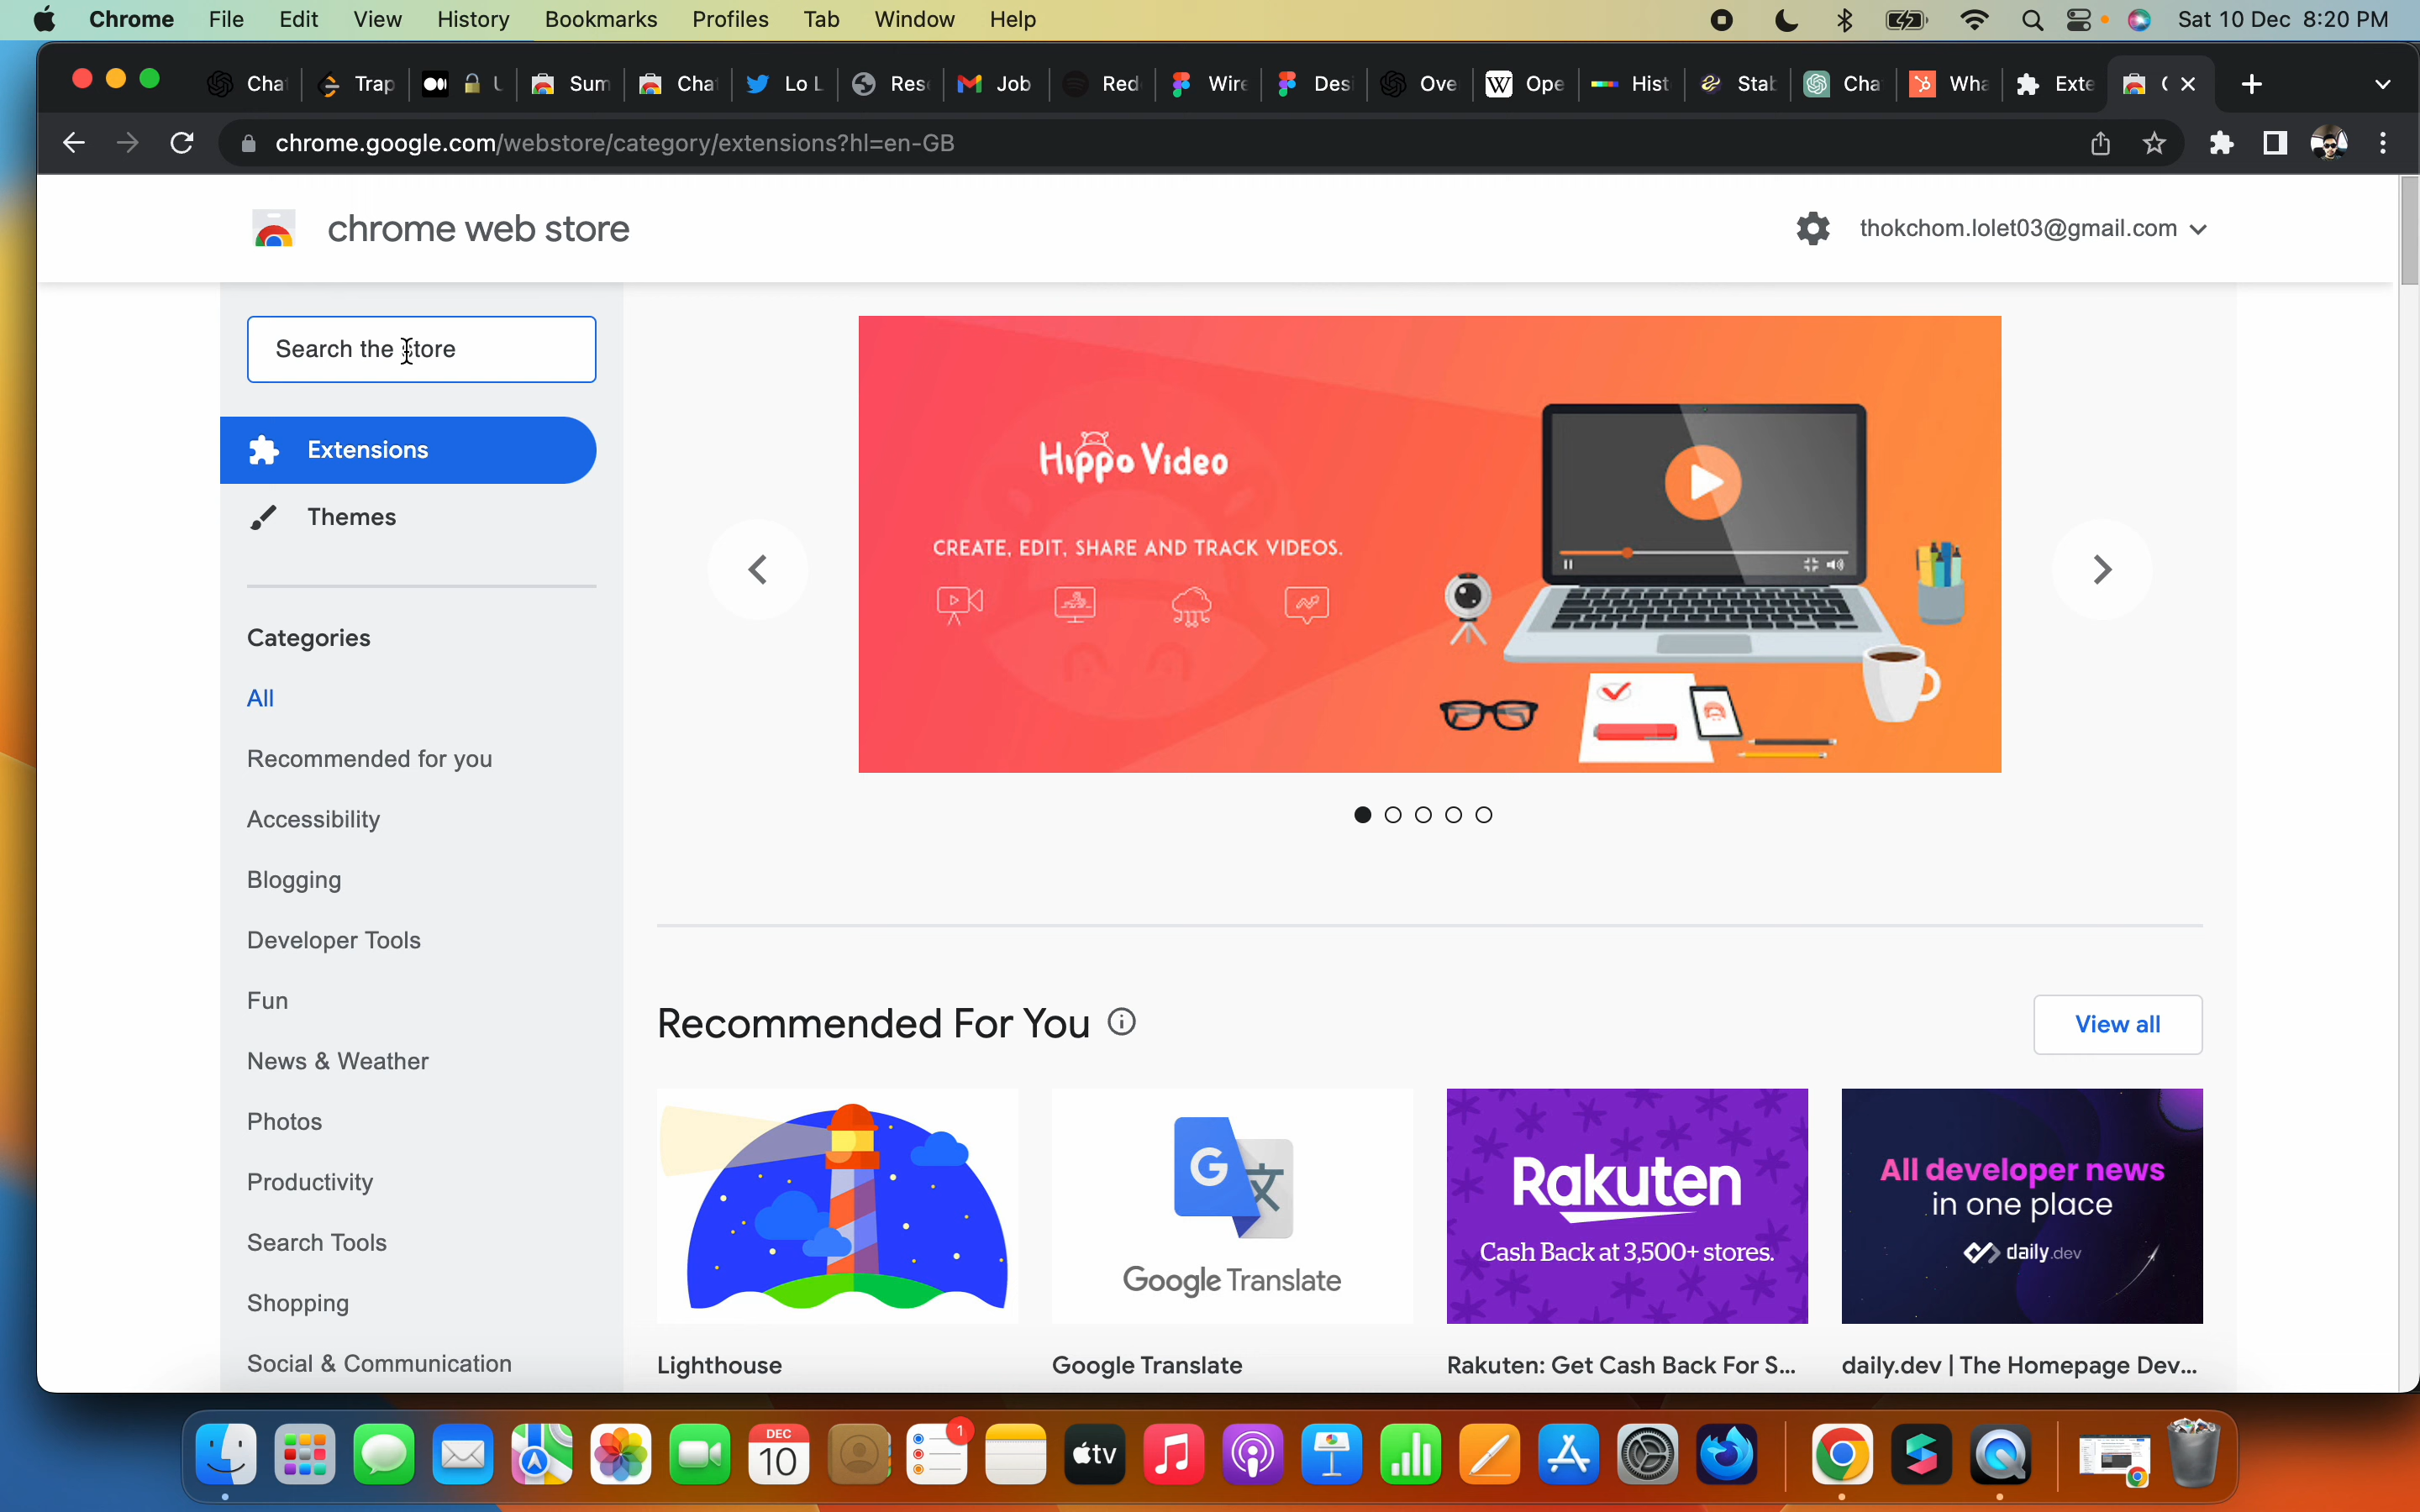 Chrome File Edit View History Bookmarks Profiles Tab Window Help Sat 10 Dec 8:20 PM
Cha Trap U Sum Cha Lo L Res Job Red Wire Desi Ove Ope Hist Stab Cha Wha Exte
chrome.google.com/webstore/category/extensions?hl=en-GB
chrome web store
thokchom.lolet03@gmail.com
Search the store
Extensions
Themes
Categories
All
Recommended for you
Accessibility
Blogging
Developer Tools
Fun
News & Weather
Photos
Productivity
Search Tools
Shopping
Social & Communication
Hippo Video
CREATE, EDIT, SHARE AND TRACK VIDEOS.
Recommended For You
View all
Google Translate
Rakuten
Cash Back at 3,500+ stores.
All developer news
in one place
daily.dev
Lighthouse
Google Translate
Rakuten: Get Cash Back For S...
daily.dev | The Homepage Dev...
DEC
10
1
tv